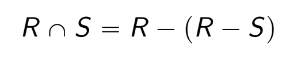 R ∩ S = R − (R − S)